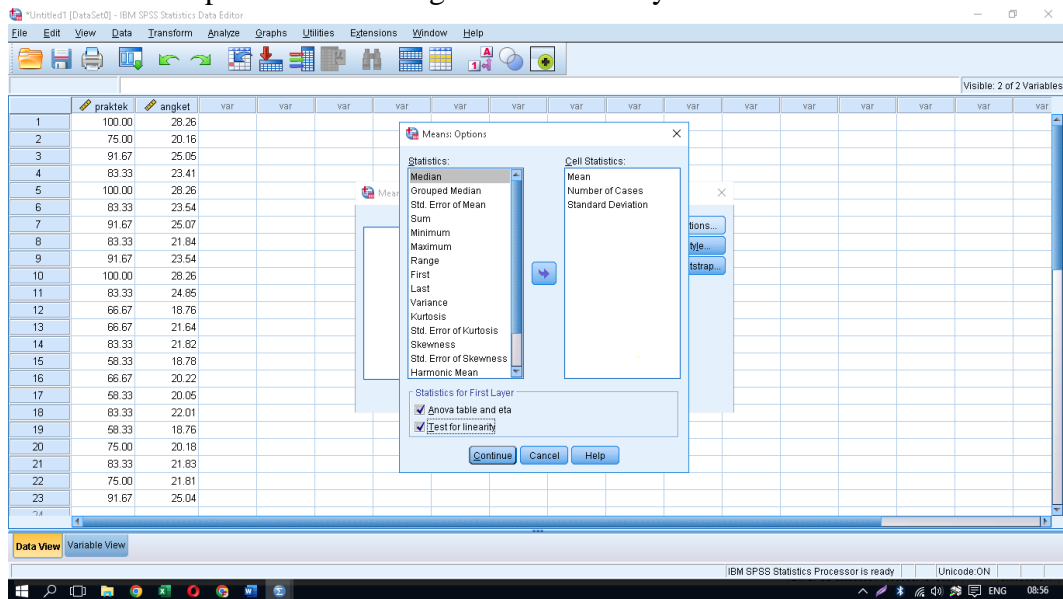 *Untitled1 [DataSet0] - IBM SPSS Statistics Data Editor
File Edit View Data Transform Analyze Graphs Utilities Extensions Window Help
Visible: 2 of 2 Variables
praktek angket var var var var var var var var var var var var var var var
1 100.00 28.26
2 75.00 20.16
3 91.67 25.05
4 83.33 23.41
5 100.00 28.26
6 83.33 23.54
7 91.67 25.07
8 83.33 21.84
9 91.67 23.54
10 100.00 28.26
11 83.33 24.85
12 66.67 18.76
13 66.67 21.64
14 83.33 21.82
15 58.33 18.78
16 66.67 20.22
17 58.33 20.05
18 83.33 22.01
19 58.33 18.76
20 75.00 20.18
21 83.33 21.83
22 75.00 21.81
23 91.67 25.04
24
Mean
tions...
tyle...
tstrap...
Means: Options
Statistics:
Median
Grouped Median
Std. Error of Mean
Sum
Minimum
Maximum
Range
First
Last
Variance
Kurtosis
Std. Error of Kurtosis
Skewness
Std. Error of Skewness
Harmonic Mean
Cell Statistics:
Mean
Number of Cases
Standard Deviation
Statistics for First Layer
Anova table and eta
Test for linearity
Continue Cancel Help
Data View Variable View
IBM SPSS Statistics Processor is ready Unicode:ON
ENG 08:56